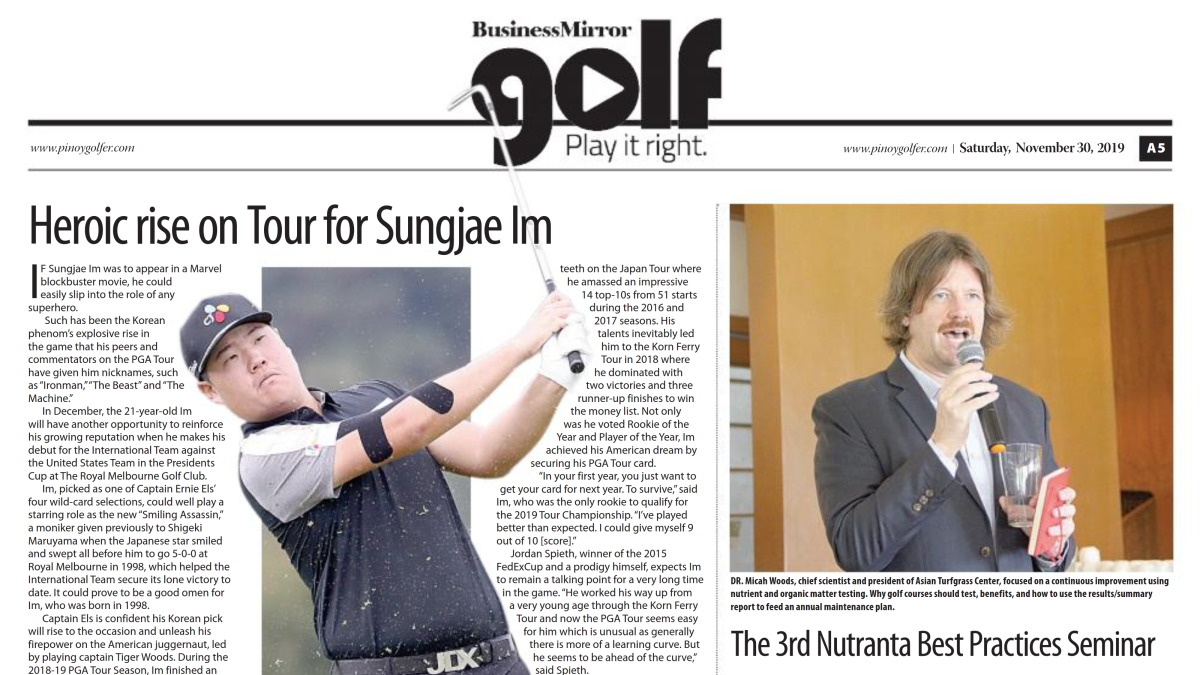 BusinessMirror
golf
Play it right.
www.pinoygolfer.com
www.pinoygolfer.com | Saturday, November 30, 2019 A5
Heroic rise on Tour for Sungjae Im
IF Sungjae Im was to appear in a Marvel
blockbuster movie, he could
easily slip into the role of any
superhero.
Such has been the Korean
phenom’s explosive rise in
the game that his peers and
commentators on the PGA Tour
have given him nicknames, such
as “Ironman,” “The Beast” and “The
Machine.”
In December, the 21-year-old Im
will have another opportunity to reinforce
his growing reputation when he makes his
debut for the International Team against
the United States Team in the Presidents
Cup at The Royal Melbourne Golf Club.
Im, picked as one of Captain Ernie Els’
four wild-card selections, could well play a
starring role as the new “Smiling Assassin,”
a moniker given previously to Shigeki
Maruyama when the Japanese star smiled
and swept all before him to go 5-0-0 at
Royal Melbourne in 1998, which helped the
International Team secure its lone victory to
date. It could prove to be a good omen for
Im, who was born in 1998.
Captain Els is confident his Korean pick
will rise to the occasion and unleash his
firepower on the American juggernaut, led
by playing captain Tiger Woods. During the
2018-19 PGA Tour Season, Im finished an
teeth on the Japan Tour where
he amassed an impressive
14 top-10s from 51 starts
during the 2016 and
2017 seasons. His
talents inevitably led
him to the Korn Ferry
Tour in 2018 where
he dominated with
two victories and three
runner-up finishes to win
the money list. Not only
was he voted Rookie of the
Year and Player of the Year, Im
achieved his American dream by
securing his PGA Tour card.
“In your first year, you just want to
get your card for next year. To survive,” said
Im, who was the only rookie to qualify for
the 2019 Tour Championship. “I’ve played
better than expected. I could give myself 9
out of 10 [score].”
Jordan Spieth, winner of the 2015
FedExCup and a prodigy himself, expects Im
to remain a talking point for a very long time
in the game. “He worked his way up from
a very young age through the Korn Ferry
Tour and now the PGA Tour seems easy
for him which is unusual as generally
there is more of a learning curve. But
he seems to be ahead of the curve,”
said Spieth.
JDX
DR. Micah Woods, chief scientist and president of Asian Turfgrass Center, focused on a continuous improvement using
nutrient and organic matter testing. Why golf courses should test, benefits, and how to use the results/summary
report to feed an annual maintenance plan.
The 3rd Nutranta Best Practices Seminar